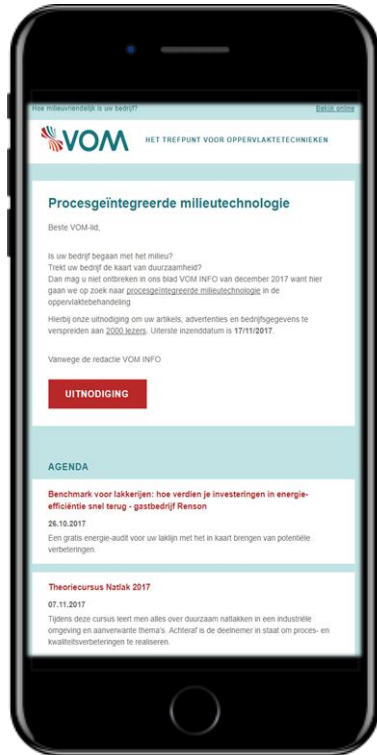 Hoe milieuvriendelijk is uw bedrijf? Bekijk online
VOM HET TREFPUNT VOOR OPPERVLAKTETECHNIEKEN
Procesgeïntegreerde milieutechnologie
Beste VOM-lid,
Is uw bedrijf begaan met het milieu?
Trekt uw bedrijf de kaart van duurzaamheid?
Dan mag u niet ontbreken in ons blad VOM INFO van december 2017 want hier
gaan we op zoek naar procesgeïntegreerde milieutechnologie in de
oppervlaktebehandeling
Hierbij onze uitnodiging om uw artikels, advertenties en bedrijfsgegevens te
verspreiden aan 2000 lezers. Uiterste inzenddatum is 17/11/2017.
Vanwege de redactie VOM INFO
UITNODIGING
AGENDA
Benchmark voor lakkerijen: hoe verdien je investeringen in energie-
efficiëntie snel terug - gastbedrijf Renson
26.10.2017
Een gratis energie-audit voor uw laklijn met het in kaart brengen van potentiële
verbeteringen.
Theoriecursus Natlak 2017
07.11.2017
Tijdens deze cursus leert men alles over duurzaam natlakken in een industriële
omgeving en aanverwante thema's. Achteraf is de deelnemer in staat om proces- en
kwaliteitsverbeteringen te realiseren.